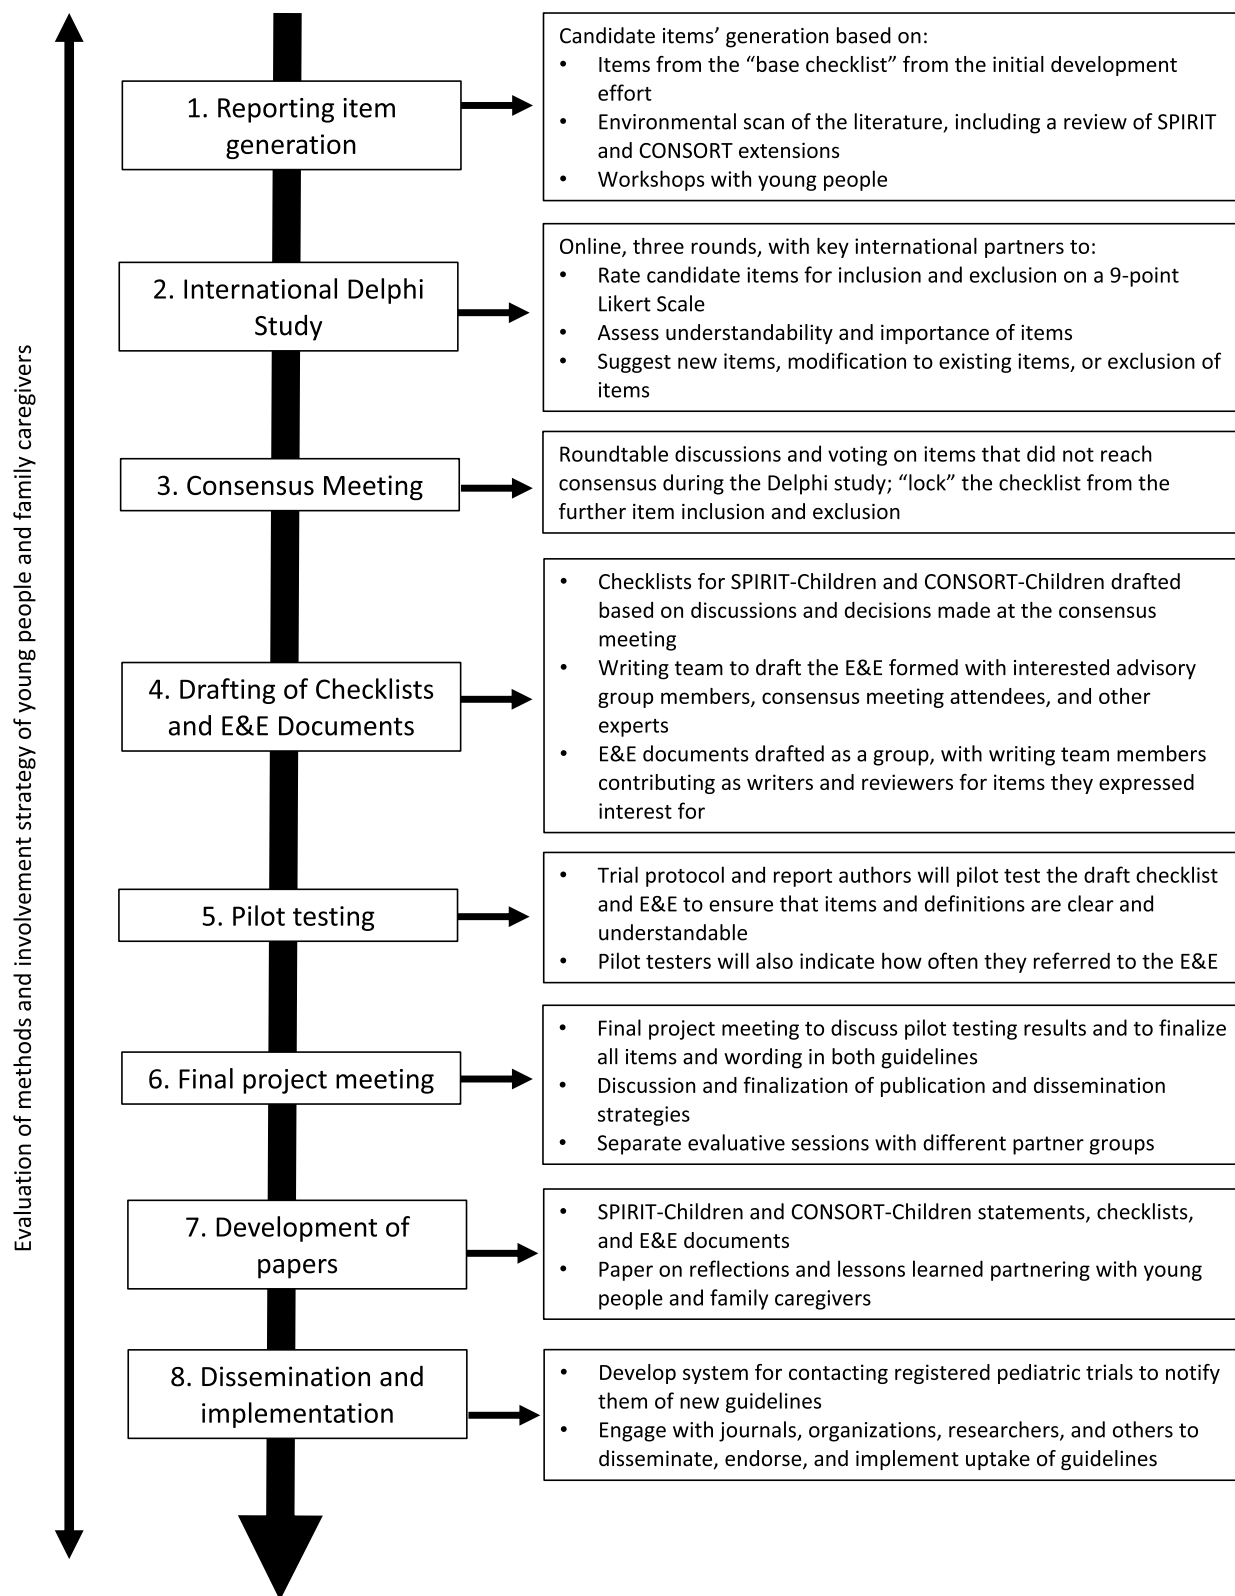 Evaluation of methods and involvement strategy of young people and family caregivers
1. Reporting item
generation
Candidate items’ generation based on:
• Items from the “base checklist” from the initial development
effort
• Environmental scan of the literature, including a review of SPIRIT
and CONSORT extensions
• Workshops with young people
2. International Delphi
Study
Online, three rounds, with key international partners to:
• Rate candidate items for inclusion and exclusion on a 9-point
Likert Scale
• Assess understandability and importance of items
• Suggest new items, modification to existing items, or exclusion of
items
3. Consensus Meeting
Roundtable discussions and voting on items that did not reach
consensus during the Delphi study; “lock” the checklist from the
further item inclusion and exclusion
4. Drafting of Checklists
and E&E Documents
• Checklists for SPIRIT-Children and CONSORT-Children drafted
based on discussions and decisions made at the consensus
meeting
• Writing team to draft the E&E formed with interested advisory
group members, consensus meeting attendees, and other
experts
• E&E documents drafted as a group, with writing team members
contributing as writers and reviewers for items they expressed
interest for
5. Pilot testing
• Trial protocol and report authors will pilot test the draft checklist
and E&E to ensure that items and definitions are clear and
understandable
• Pilot testers will also indicate how often they referred to the E&E
6. Final project meeting
• Final project meeting to discuss pilot testing results and to finalize
all items and wording in both guidelines
• Discussion and finalization of publication and dissemination
strategies
• Separate evaluative sessions with different partner groups
7. Development of
papers
• SPIRIT-Children and CONSORT-Children statements, checklists,
and E&E documents
• Paper on reflections and lessons learned partnering with young
people and family caregivers
8. Dissemination and
implementation
• Develop system for contacting registered pediatric trials to notify
them of new guidelines
• Engage with journals, organizations, researchers, and others to
disseminate, endorse, and implement uptake of guidelines